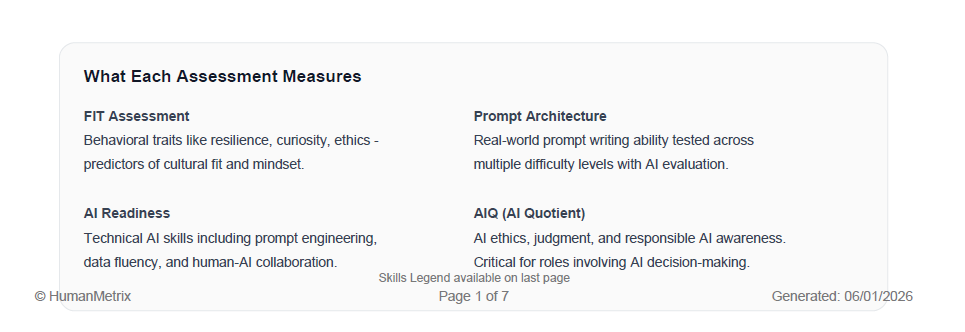 What Each Assessment Measures
FIT Assessment
Behavioral traits like resilience, curiosity, ethics -
predictors of cultural fit and mindset.
Prompt Architecture
Real-world prompt writing ability tested across
multiple difficulty levels with AI evaluation.
AI Readiness
Technical AI skills including prompt engineering,
data fluency, and human-AI collaboration.
AIQ (AI Quotient)
AI ethics, judgment, and responsible AI awareness.
Critical for roles involving AI decision-making.
Skills Legend available on last page
© HumanMetrix
Page 1 of 7
Generated: 06/01/2026